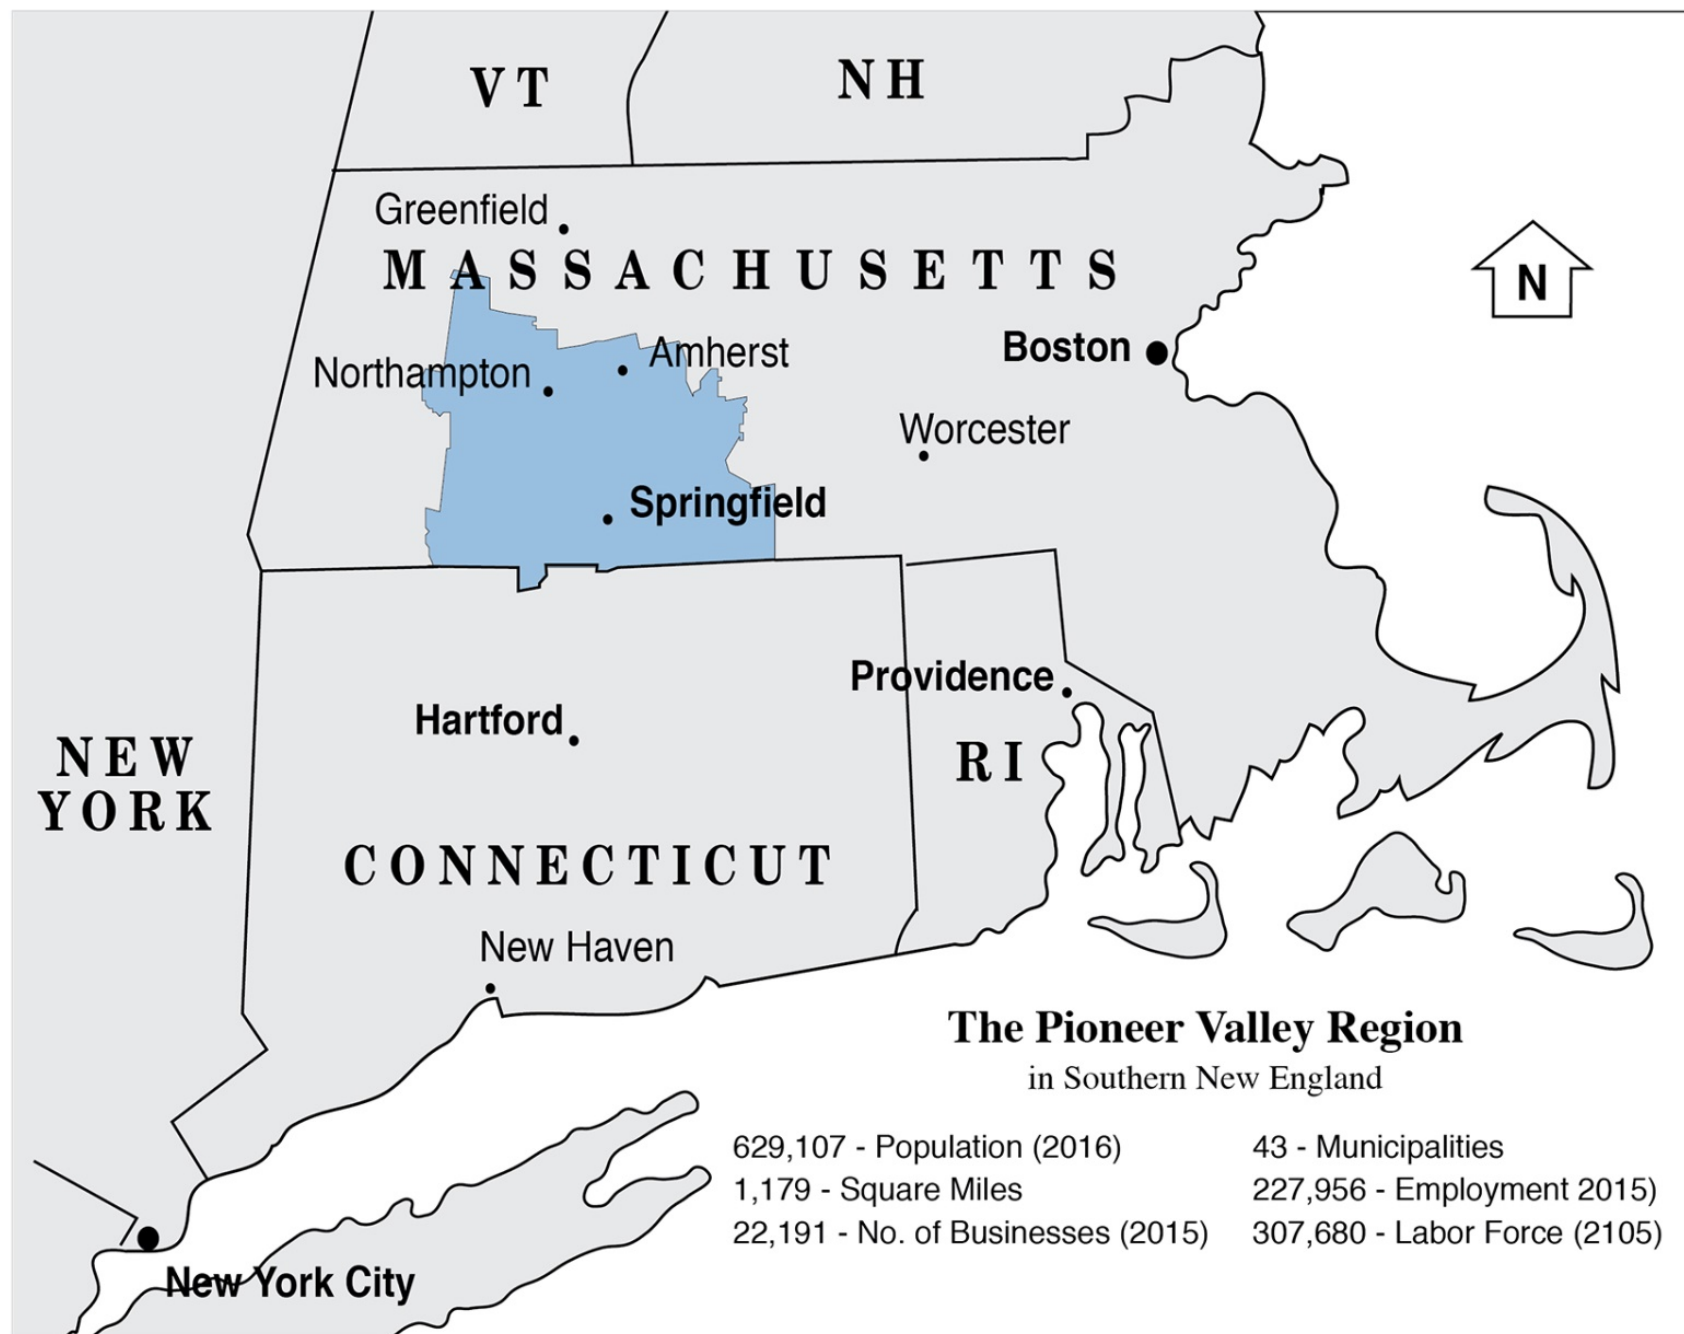 VT
NH
Greenfield
MASSACHUSETTS
N
Boston
Amherst
Northampton
Worcester
Springfield
Providence
Hartford
NEW
YORK
RI
CONNECTICUT
New Haven
The Pioneer Valley Region
in Southern New England
629,107 - Population (2016)
1,179 - Square Miles
22,191 - No. of Businesses (2015)
43 - Municipalities
227,956 - Employment 2015)
307,680 - Labor Force (2105)
New York City